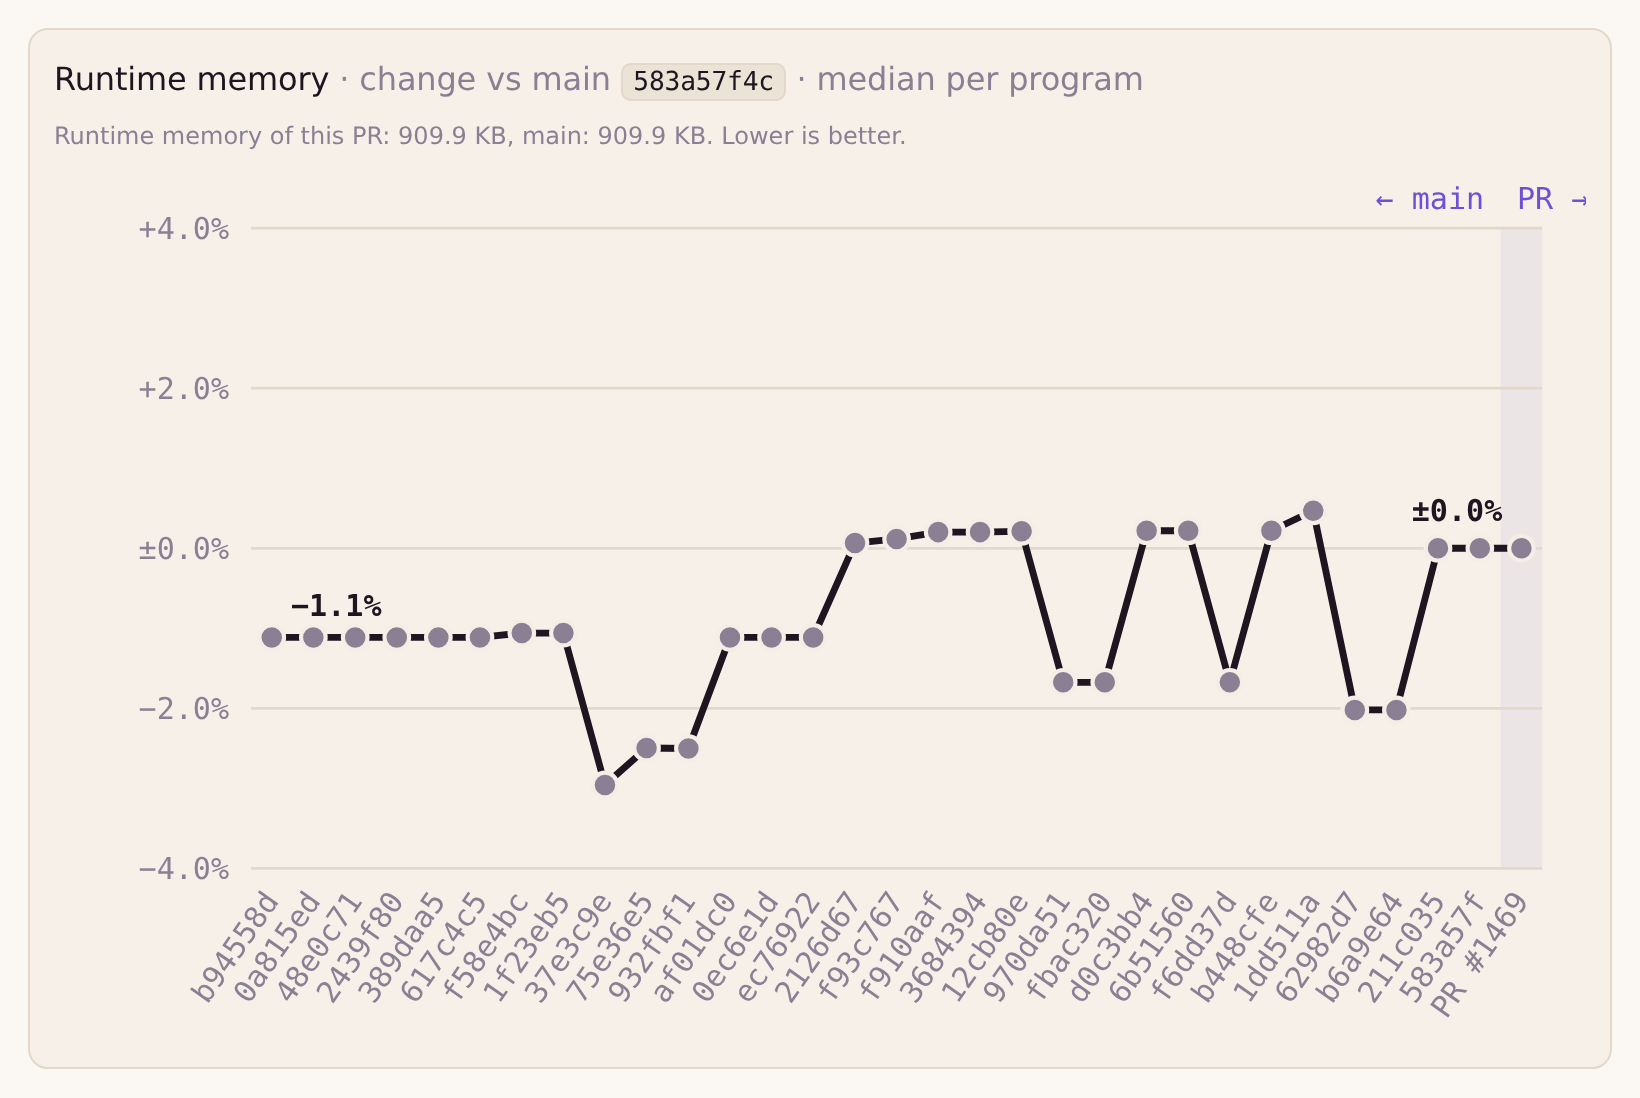 Runtime memory · change vs main 583a57f4c · median per program
Runtime memory of this PR: 909.9 KB, main: 909.9 KB. Lower is better.
← main PR →
+4.0%
+2.0%
±0.0%
−2.0%
−4.0%
−1.1%
±0.0%
b94558d
0a815ed
48e0c71
2439f80
389daa5
617c4c5
f58e4bc
1f23eb5
37e3c9e
75e36e5
932fbf1
af01dc0
0ec6e1d
ec76922
2126d67
f93c767
f910aaf
3684394
12cb80e
970da51
fbac320
d0c3bb4
6b51560
f6dd37d
b448cfe
1dd511a
62982d7
b6a9e64
211c035
583a57f
PR #1469